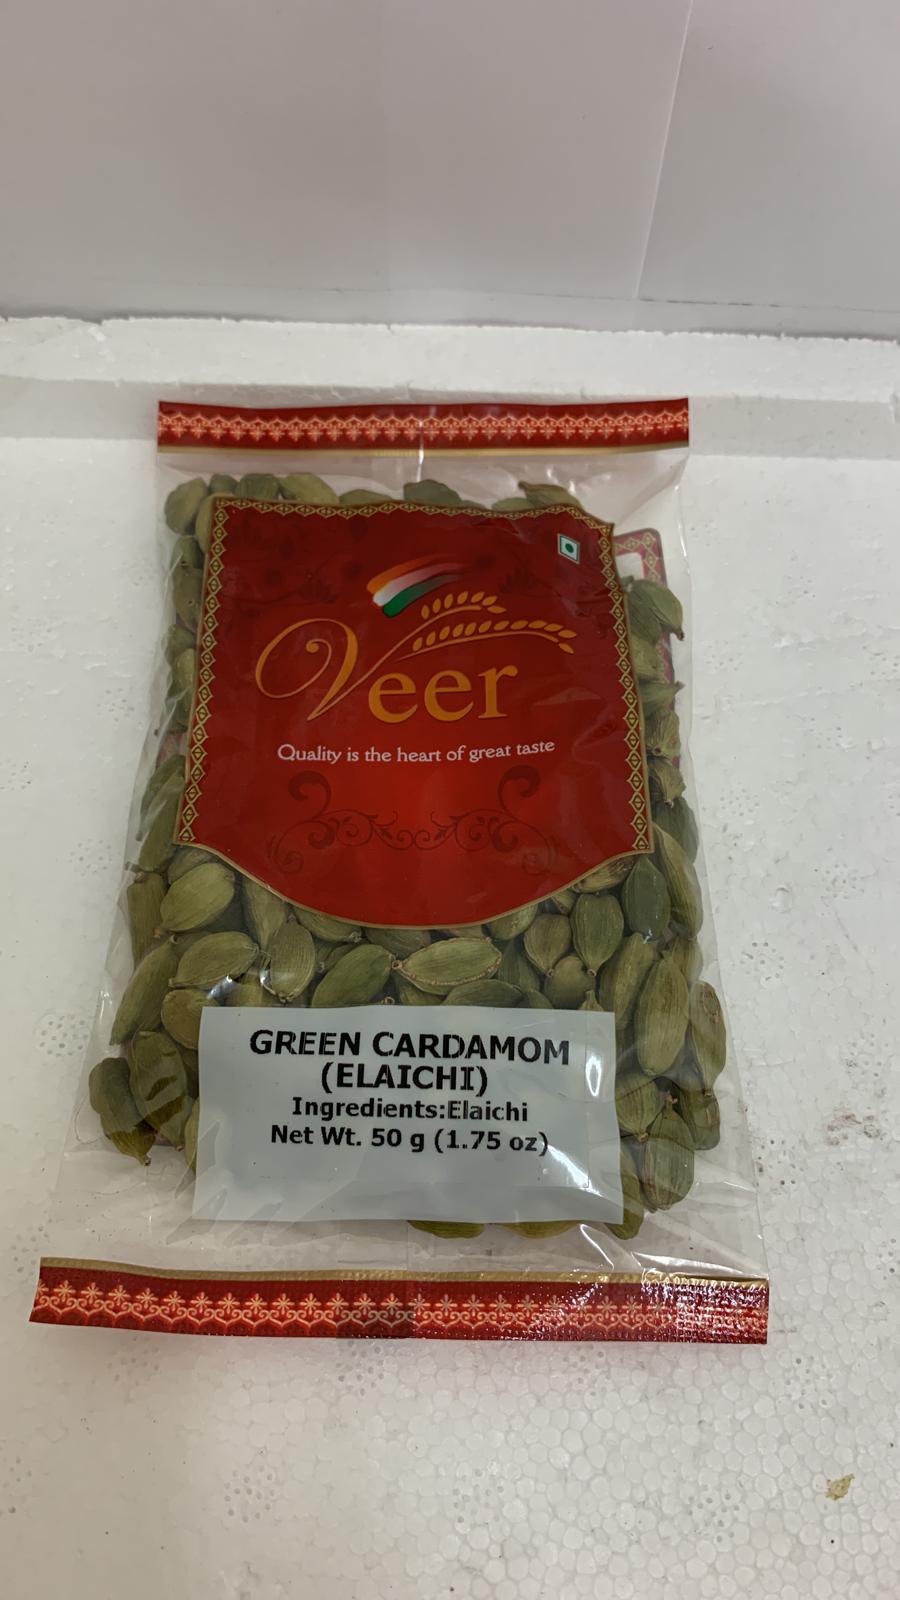 Veer
Quality is the heart of great taste
GREEN CARDAMOM
(ELAICHI)
Ingredients:Elaichi
Net Wt. 50 g (1.75 oz)